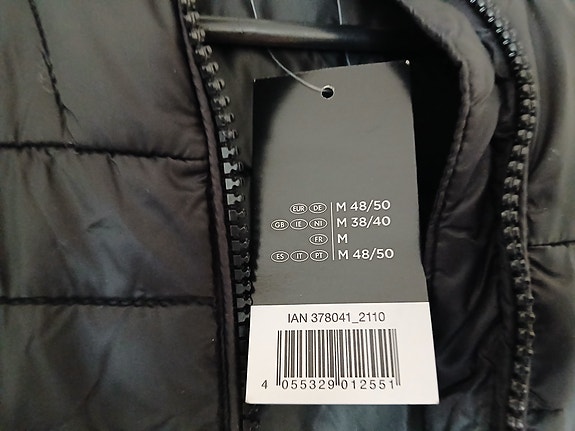 EUR DE M 48/50
GB IE NI M 38/40
FR M
ES IT PT M 48/50
IAN 378041_2110
4 055329 012551